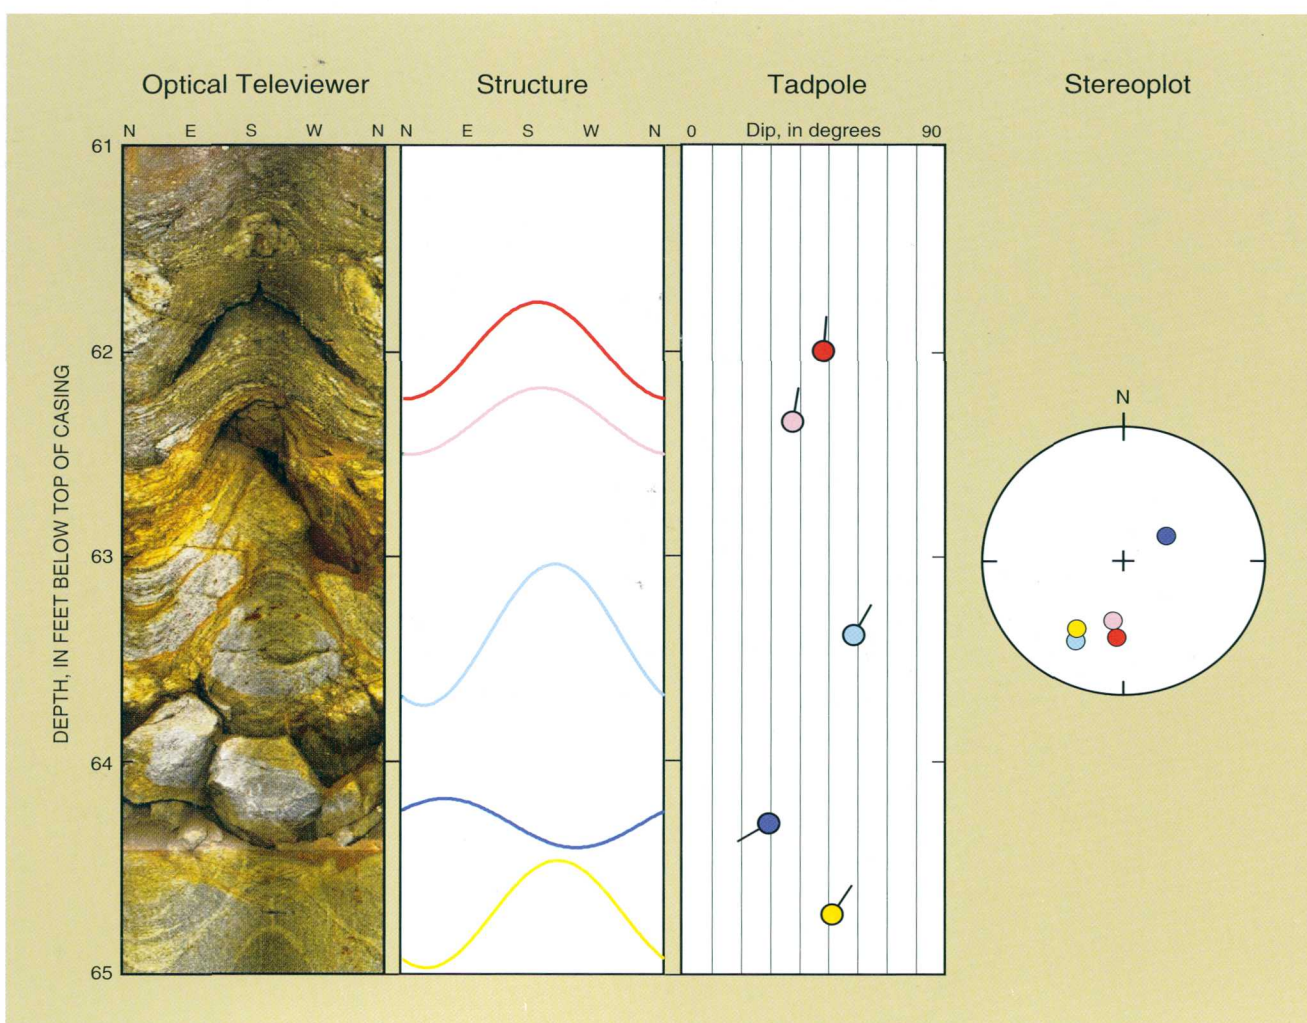 Optical Televiewer Structure Tadpole Stereoplot
N E S W N N E S W N 0 Dip, in degrees 90
61
62
63
64
65
DEPTH, IN FEET BELOW TOP OF CASING
N